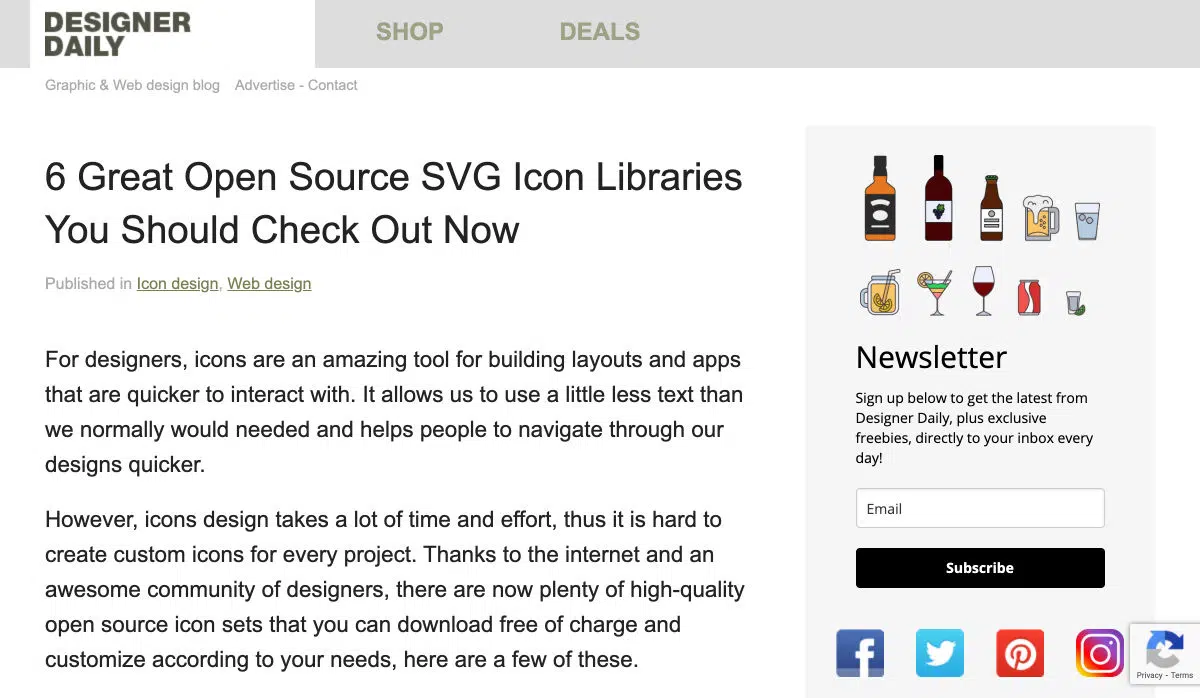 DESIGNER
DAILY
SHOP
DEALS
Graphic & Web design blog
Advertise - Contact
6 Great Open Source SVG Icon Libraries
You Should Check Out Now
Published in Icon design, Web design
For designers, icons are an amazing tool for building layouts and apps
that are quicker to interact with. It allows us to use a little less text than
we normally would needed and helps people to navigate through our
designs quicker.
However, icons design takes a lot of time and effort, thus it is hard to
create custom icons for every project. Thanks to the internet and an
awesome community of designers, there are now plenty of high-quality
open source icon sets that you can download free of charge and
customize according to your needs, here are a few of these.
Newsletter
Sign up below to get the latest from
Designer Daily, plus exclusive
freebies, directly to your inbox every
day!
Email
Subscribe
Privacy - Terms